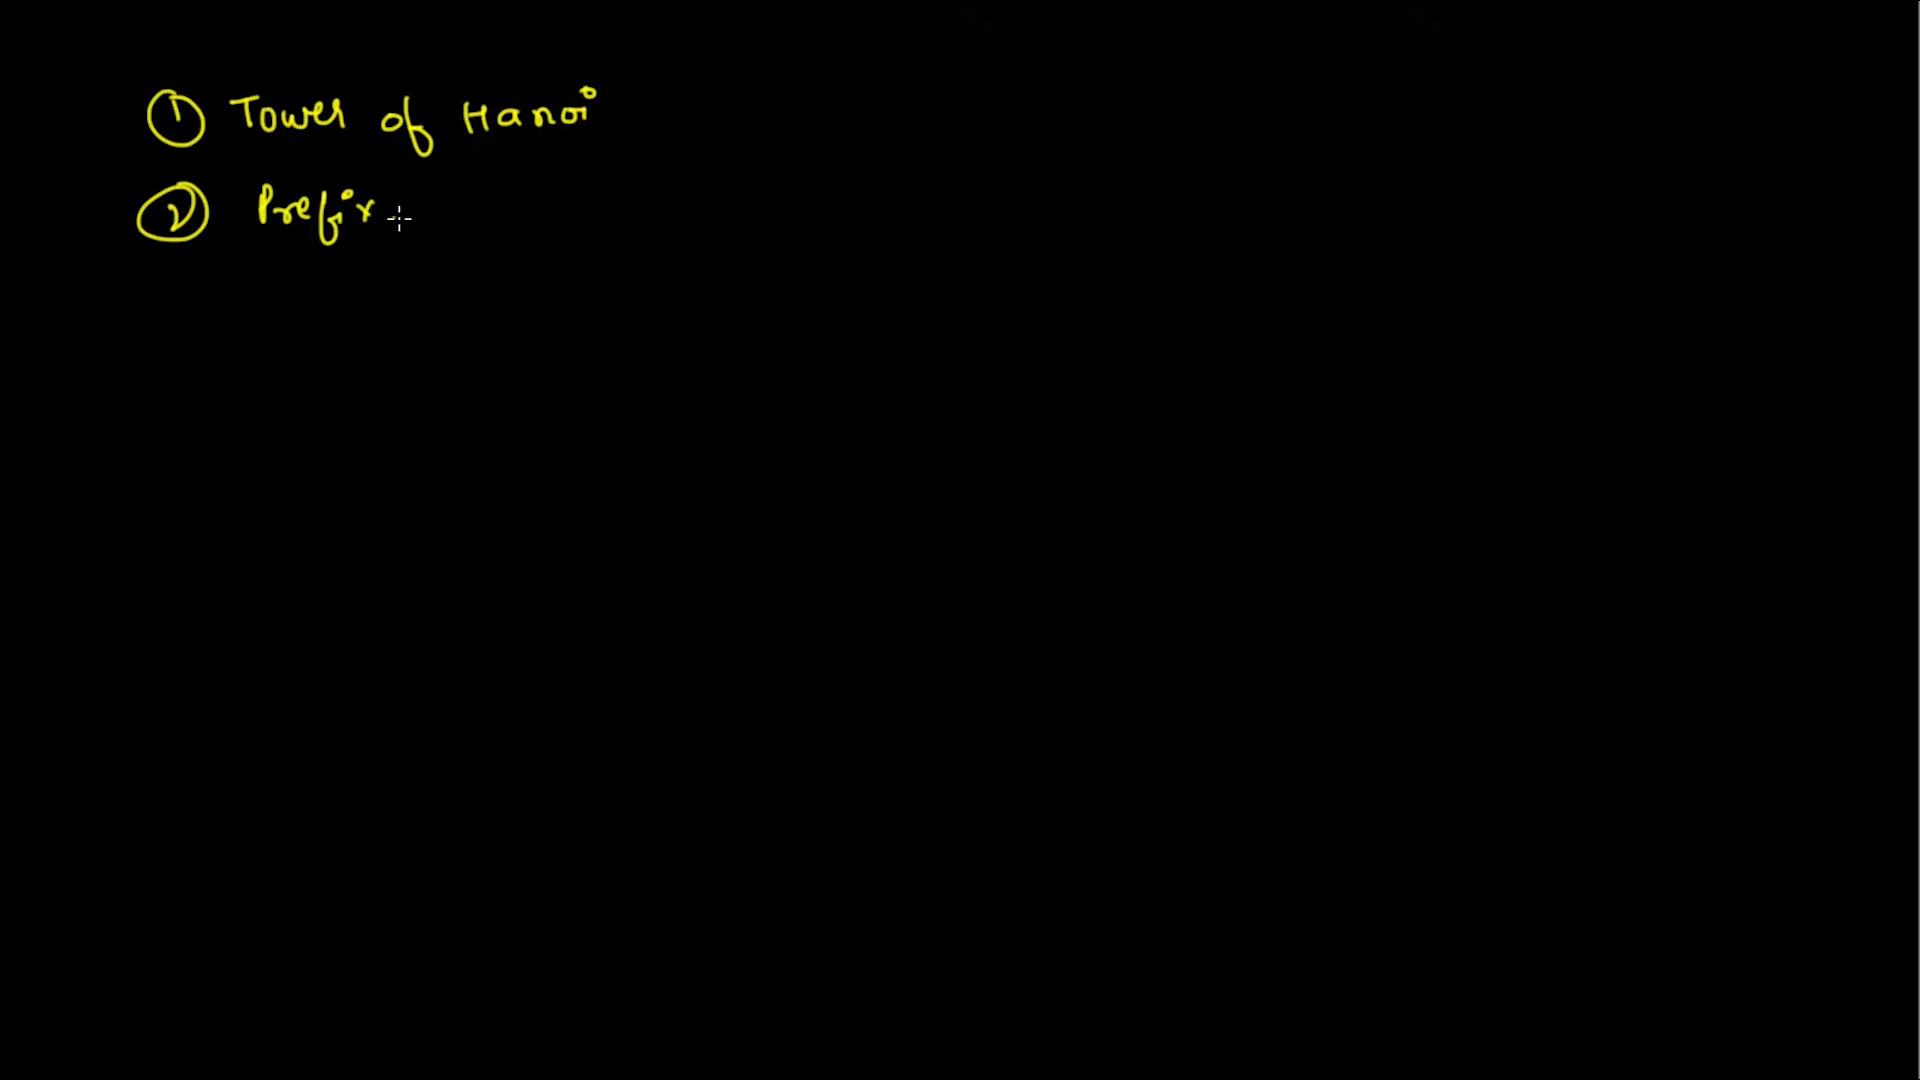 ① Tower of Hanoi
② Prefix